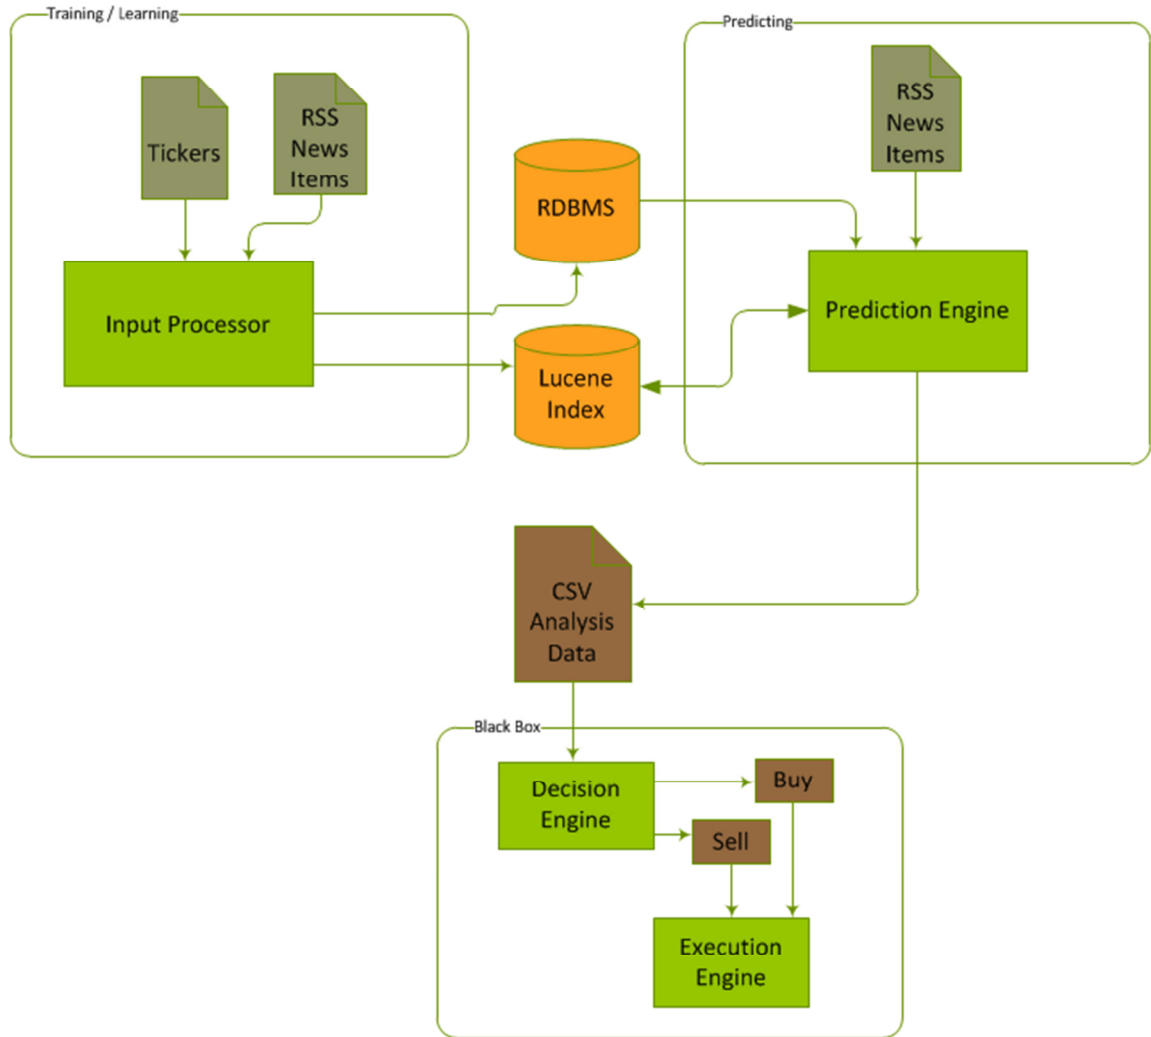 Training / Learning
Predicting
Tickers
RSS
News
Items
RSS
News
Items
RDBMS
Input Processor
Prediction Engine
Lucene
Index
CSV
Analysis
Data
Black Box
Decision
Engine
Buy
Sell
Execution
Engine